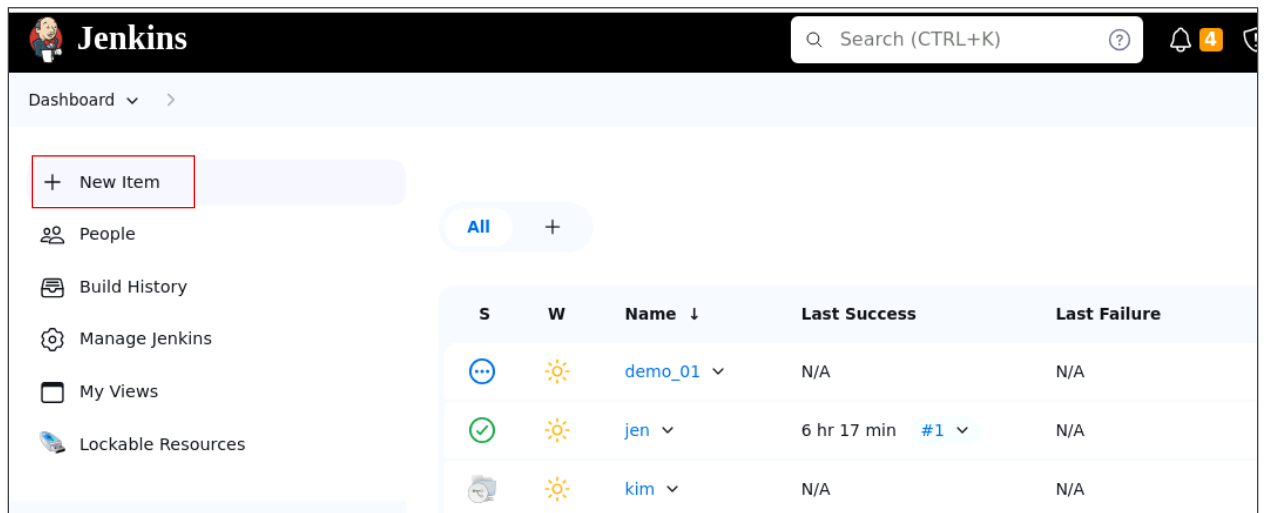 Jenkins
Search (CTRL+K)
4
Dashboard
New Item
People
Build History
Manage Jenkins
My Views
Lockable Resources
All +
S W Name ↓ Last Success Last Failure
demo_01 N/A N/A
jen 6 hr 17 min #1 N/A
kim N/A N/A